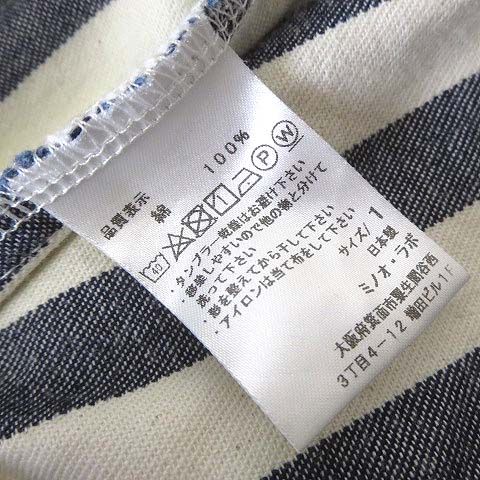 品質表示
綿 100%
40 P W
・タンブラー乾燥はお避け下さい
・移染しやすいので他の物と分けて
洗って下さい
・形を整えてから干して下さい
・アイロンは当て布をして下さい
サイズ/ 1
日本製
ミノオ・ラボ
大阪府箕面市粟生間谷西
3丁目4－12 増田ビル1F